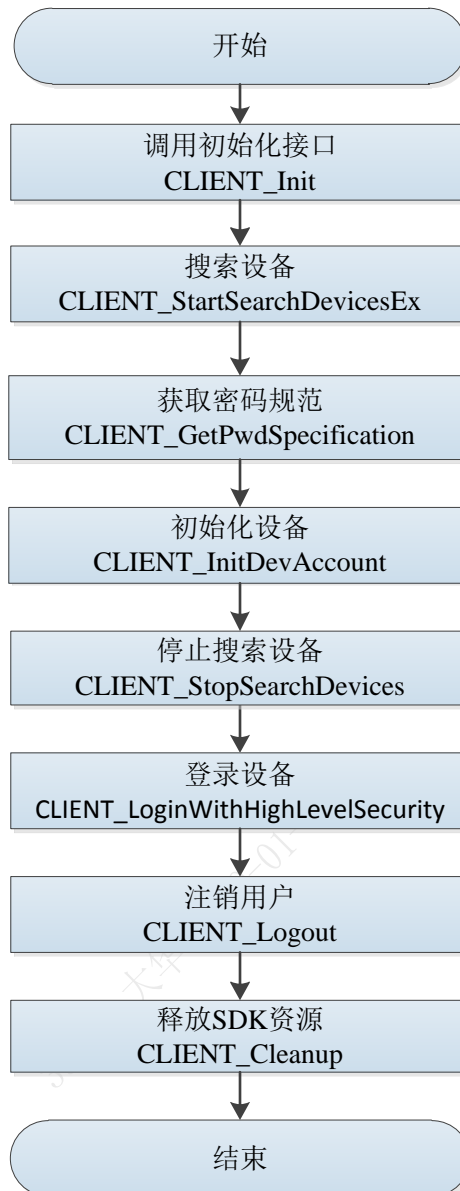 开始
调用初始化接口
CLIENT_Init
搜索设备
CLIENT_StartSearchDevicesEx
获取密码规范
CLIENT_GetPwdSpecification
初始化设备
CLIENT_InitDevAccount
停止搜索设备
CLIENT_StopSearchDevices
登录设备
CLIENT_LoginWithHighLevelSecurity
注销用户
CLIENT_Logout
释放SDK资源
CLIENT_Cleanup
结束